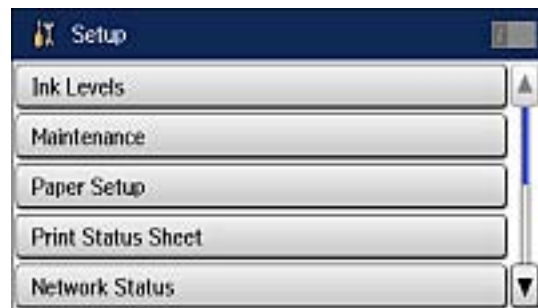 Setup
Ink Levels
Maintenance
Paper Setup
Print Status Sheet
Network Status